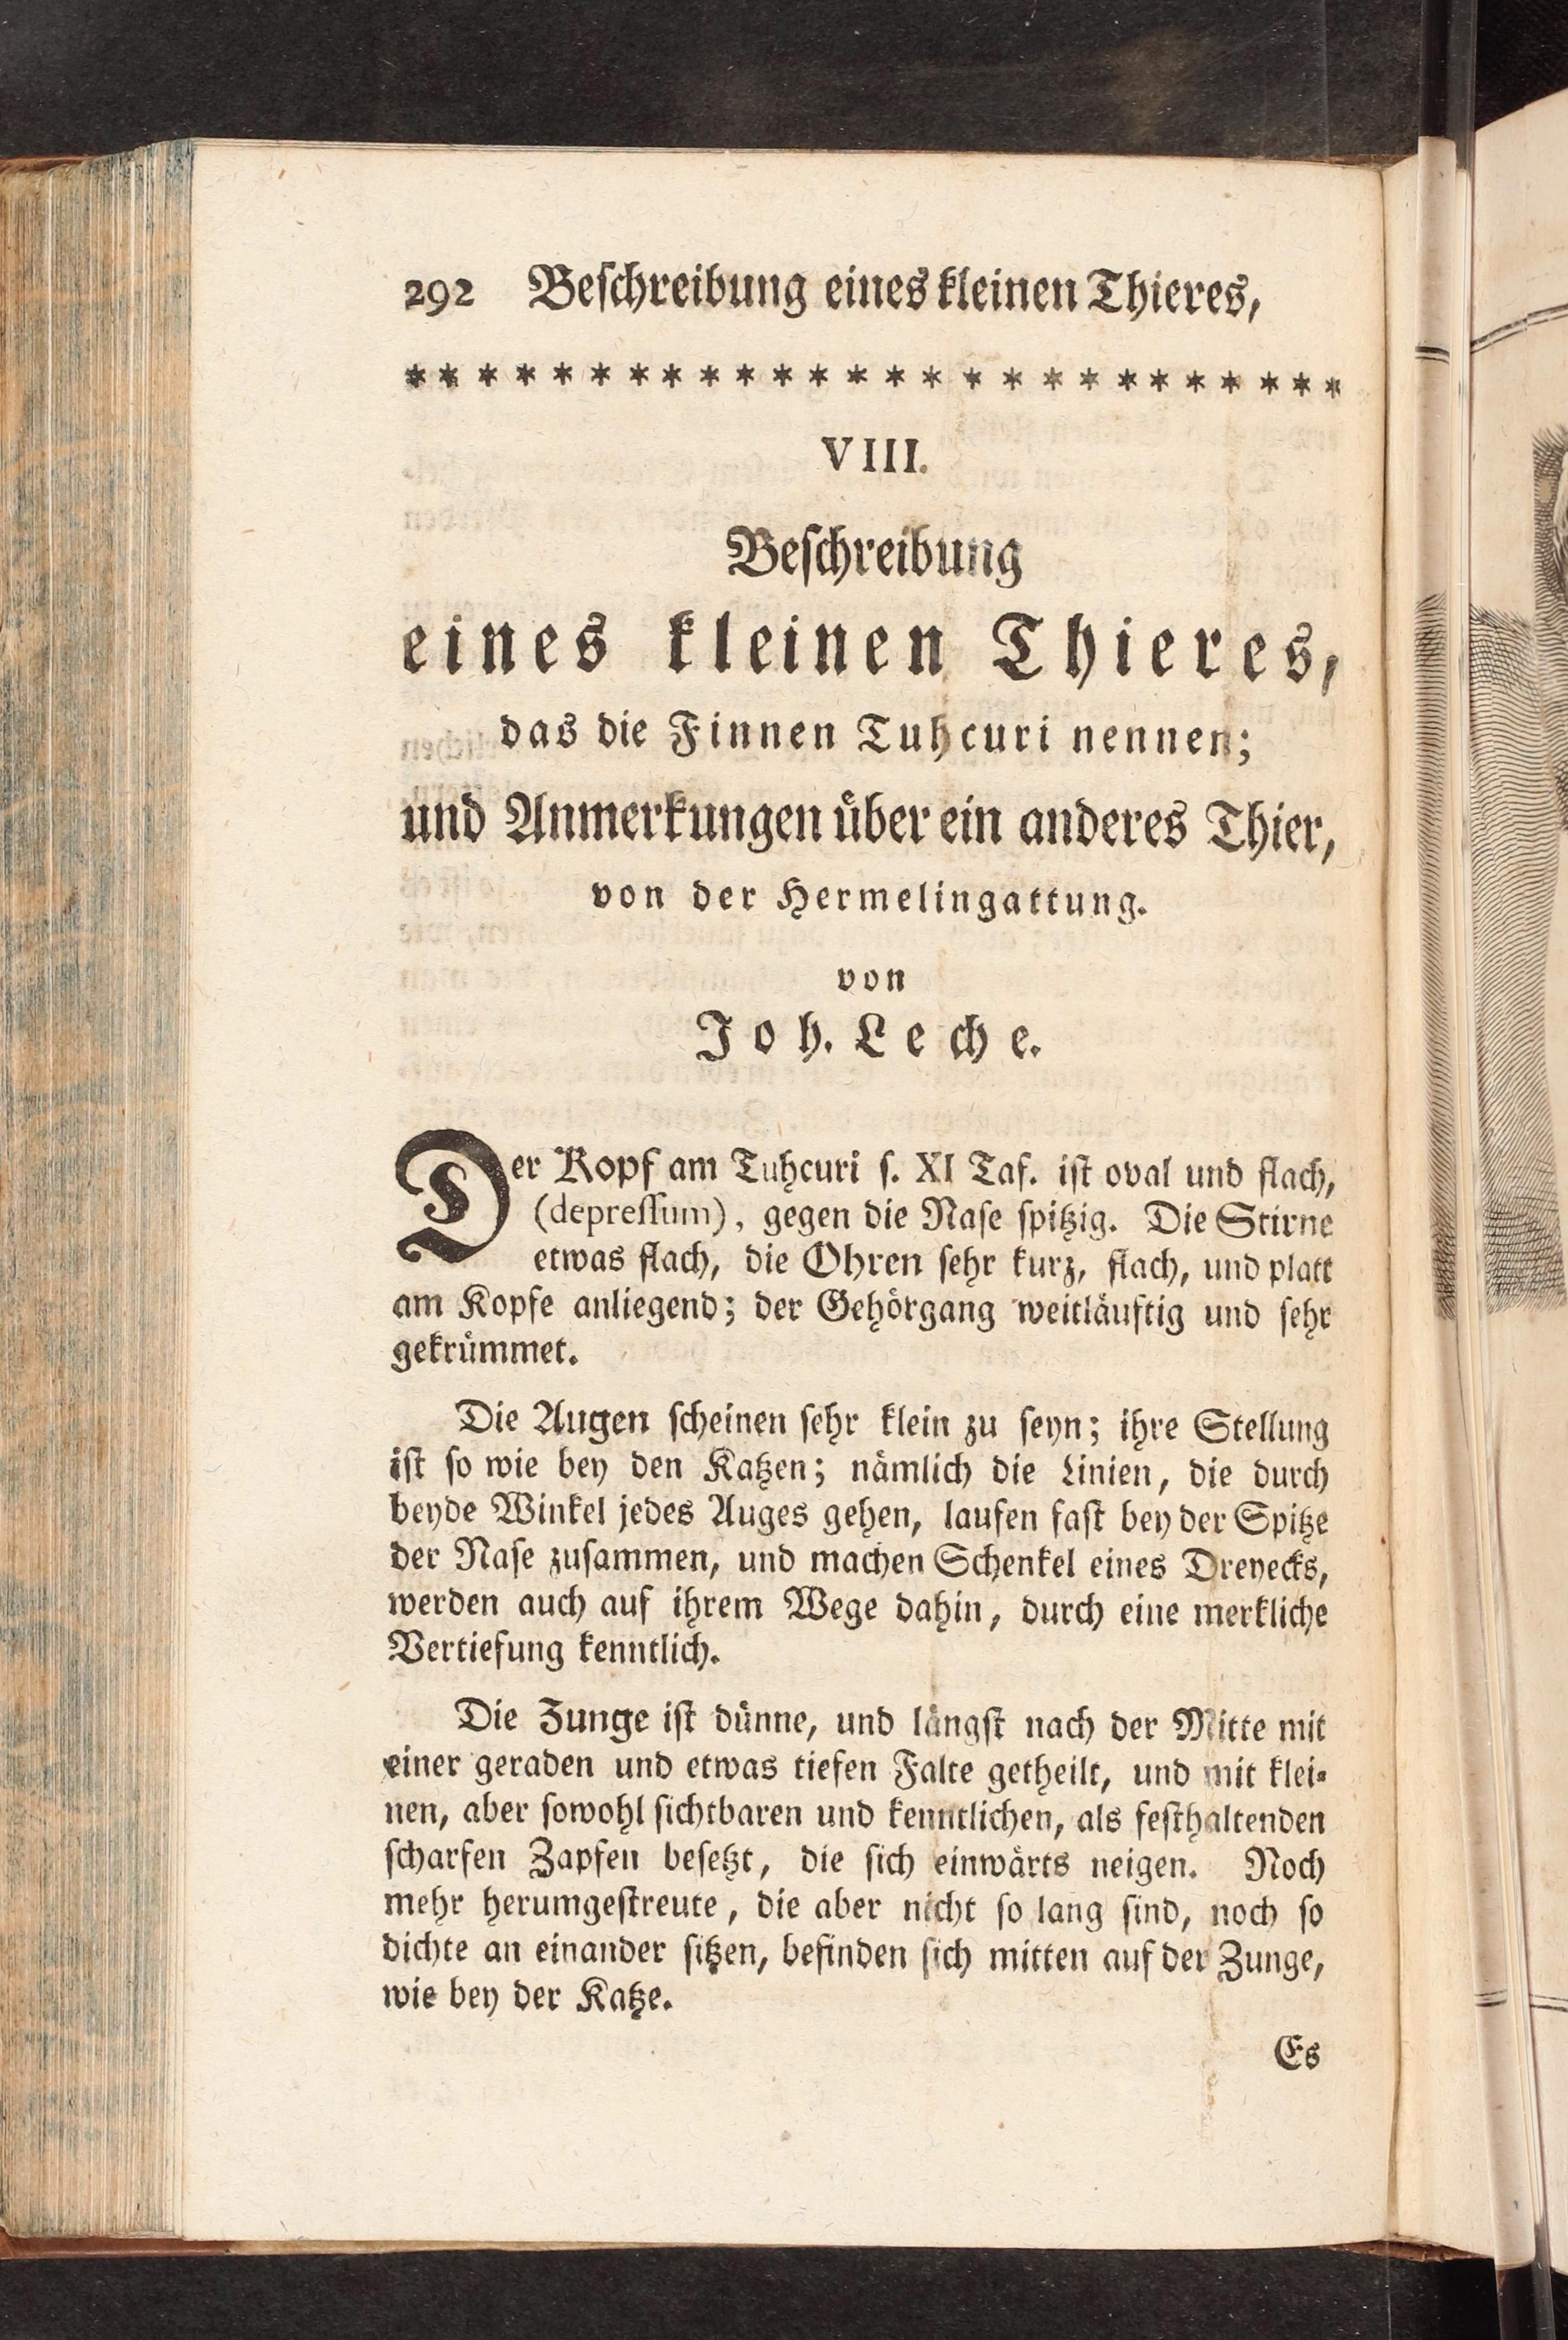 292 Beſchreibung eines kleinen Thieres,
* * * * * * * * * * * * * * * * * * * * * * * * * *
VIII.
Beſchreibung
eines kleinen Thieres,
das die Finnen Tuhcuri nennen;
und Anmerkungen über ein anderes Thier,
von der Hermelingattung.
von
Joh. Leche.
Der Kopf am Tuhcuri ſ. XI Taf. iſt oval und flach,
(depreſſum), gegen die Naſe ſpitzig. Die Stirne
etwas flach, die Ohren ſehr kurz, flach, und platt
am Kopfe anliegend; der Gehörgang weitläuftig und ſehr
gekrümmet.
Die Augen ſcheinen ſehr klein zu ſeyn; ihre Stellung
iſt ſo wie bey den Katzen; nämlich die Linien, die durch
beyde Winkel jedes Auges gehen, laufen faſt bey der Spitze
der Naſe zuſammen, und machen Schenkel eines Dreyecks,
werden auch auf ihrem Wege dahin, durch eine merkliche
Vertiefung kenntlich.
Die Zunge iſt dünne, und längſt nach der Mitte mit
einer geraden und etwas tiefen Falte getheilt, und mit klei-
nen, aber ſowohl ſichtbaren und kenntlichen, als feſthaltenden
ſcharfen Zapfen beſetzt, die ſich einwärts neigen. Noch
mehr herumgeſtreute, die aber nicht ſo lang ſind, noch ſo
dichte an einander ſitzen, befinden ſich mitten auf der Zunge,
wie bey der Katze.
Es